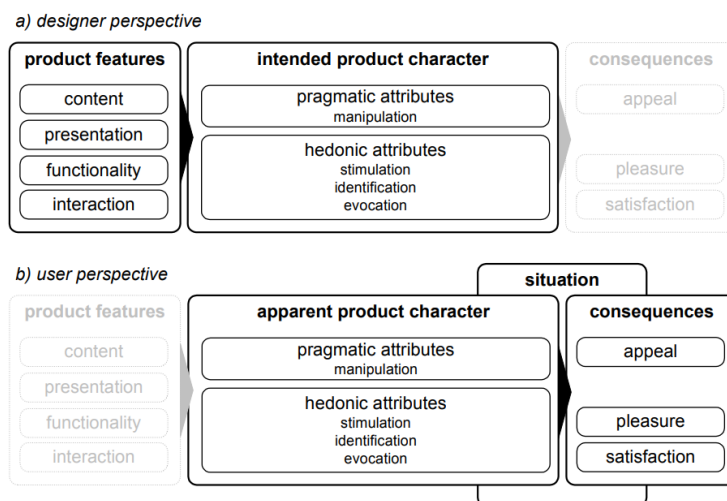 a) designer perspective
product features
content
presentation
functionality
interaction
intended product character
pragmatic attributes
manipulation
hedonic attributes
stimulation
identification
evocation
consequences
appeal
pleasure
satisfaction
b) user perspective
situation
product features
content
presentation
functionality
interaction
apparent product character
pragmatic attributes
manipulation
hedonic attributes
stimulation
identification
evocation
consequences
appeal
pleasure
satisfaction